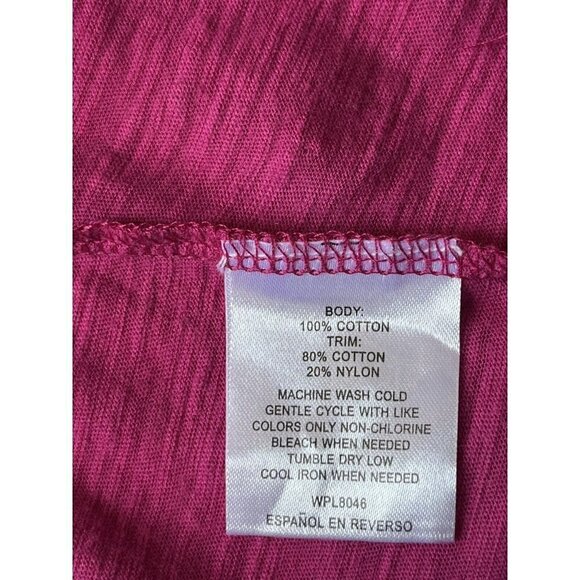 BODY:
100% COTTON
TRIM:
80% COTTON
20% NYLON
MACHINE WASH COLD
GENTLE CYCLE WITH LIKE
COLORS ONLY NON-CHLORINE
BLEACH WHEN NEEDED
TUMBLE DRY LOW
COOL IRON WHEN NEEDED
WPL8046
ESPAÑOL EN REVERSO